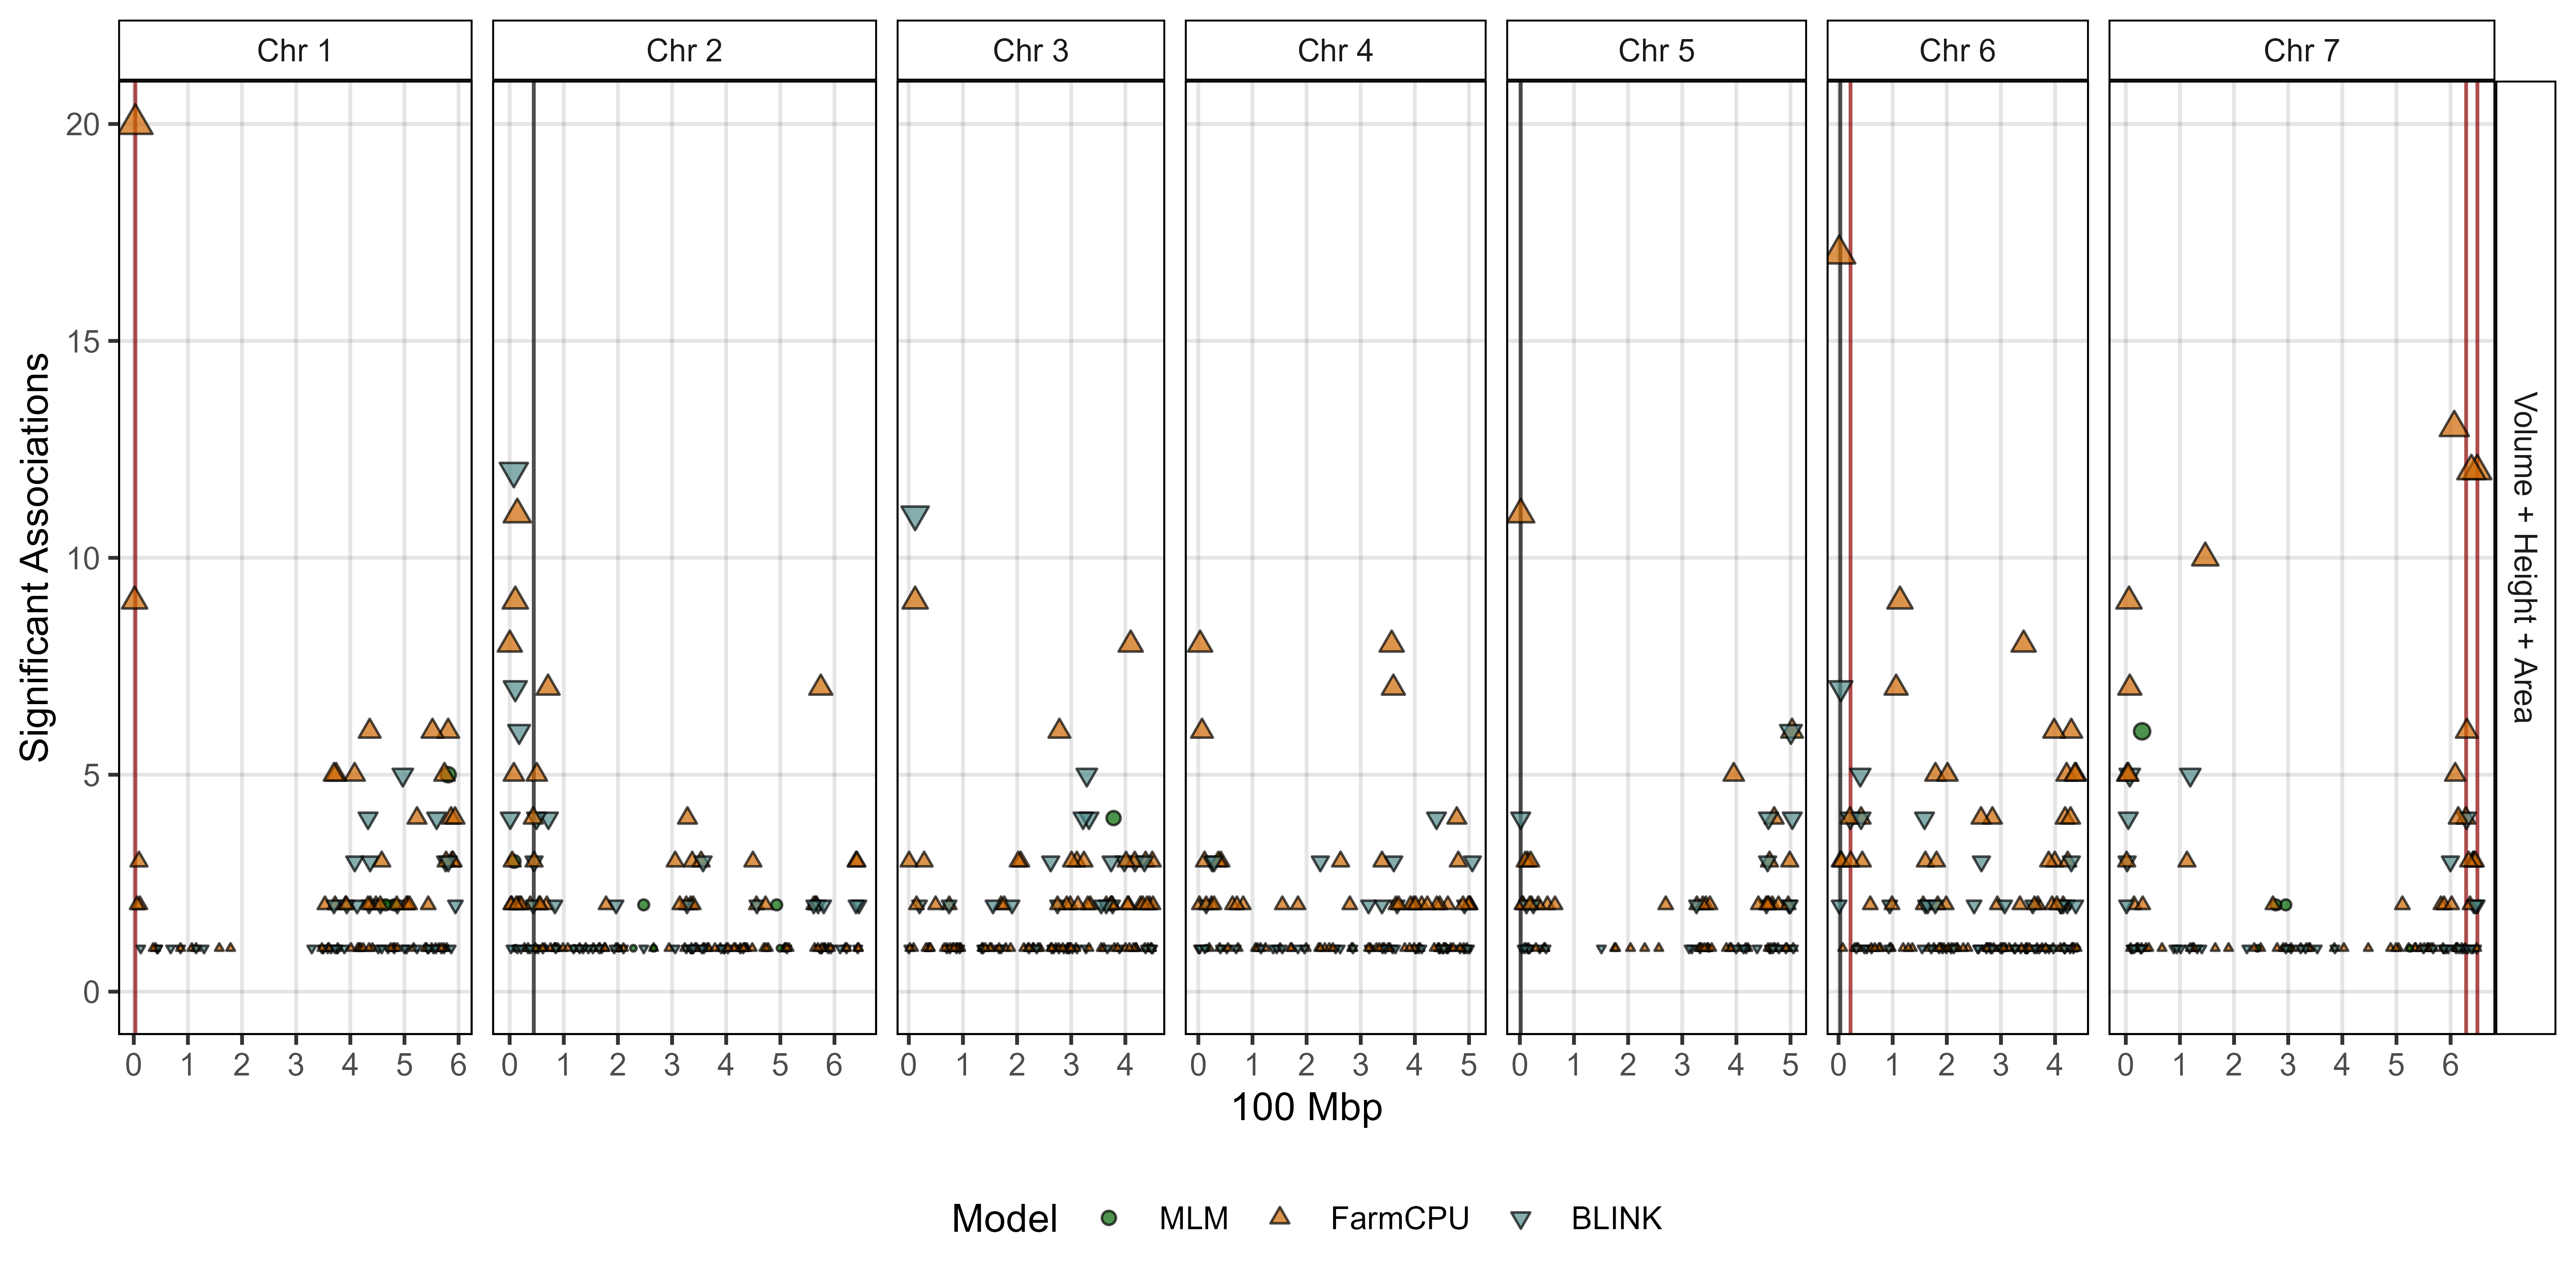 Chr 1 Chr 2 Chr 3 Chr 4 Chr 5 Chr 6 Chr 7
20
15
10
5
0
Significant Associations
Volume + Height + Area
0 1 2 3 4 5 6 0 1 2 3 4 5 6 0 1 2 3 4 0 1 2 3 4 5 0 1 2 3 4 5 0 1 2 3 4 0 1 2 3 4 5 6
100 Mbp
Model MLM FarmCPU BLINK